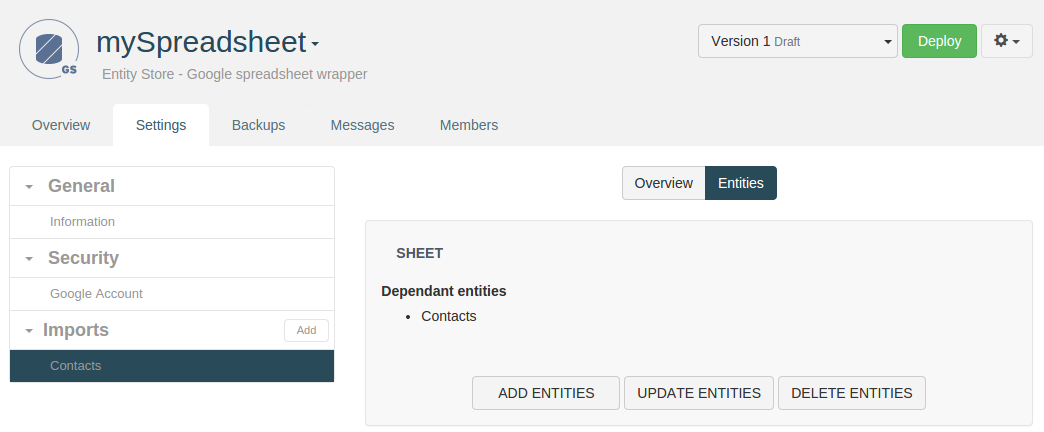 mySpreadsheet
GS
Entity Store - Google spreadsheet wrapper
Version 1 Draft
Deploy
Overview Settings Backups Messages Members
General
Information
Security
Google Account
Imports Add
Contacts
Overview Entities
SHEET
Dependant entities
• Contacts
ADD ENTITIES UPDATE ENTITIES DELETE ENTITIES